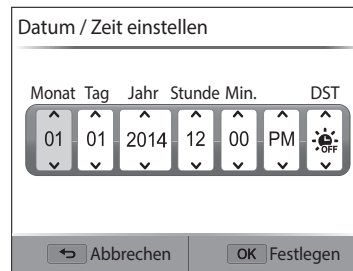 Datum / Zeit einstellen
Monat Tag Jahr Stunde Min. DST
01 01 2014 12 00 PM OFF
Abbrechen OK Festlegen